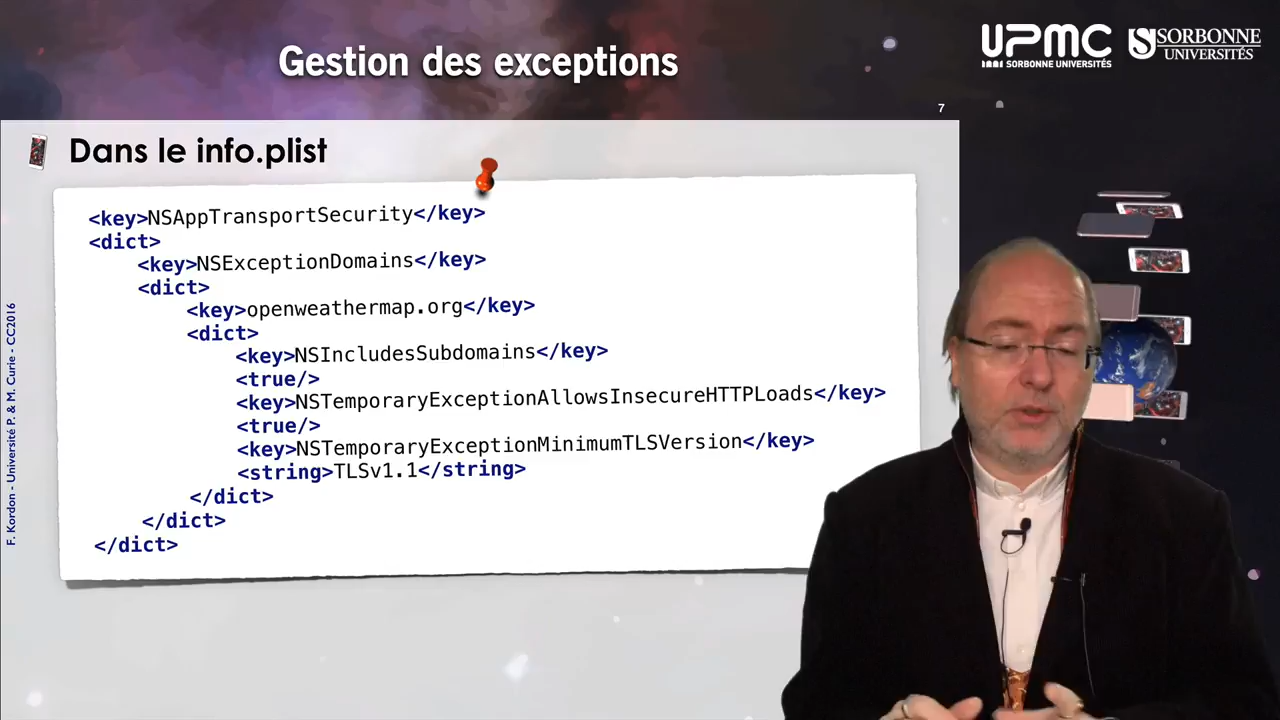 Gestion des exceptions
UPMC
SORBONNE UNIVERSITÉS
SORBONNE
UNIVERSITÉS
7
Dans le info.plist
<key>NSAppTransportSecurity</key>
<dict>
<key>NSExceptionDomains</key>
<dict>
<key>openweathermap.org</key>
<dict>
<key>NSIncludesSubdomains</key>
<true/>
<key>NSTemporaryExceptionAllowsInsecureHTTPLoads</key>
<true/>
<key>NSTemporaryExceptionMinimumTLSVersion</key>
<string>TLSv1.1</string>
</dict>
</dict>
</dict>
F. Kordon - Université P. & M. Curie - CC2016